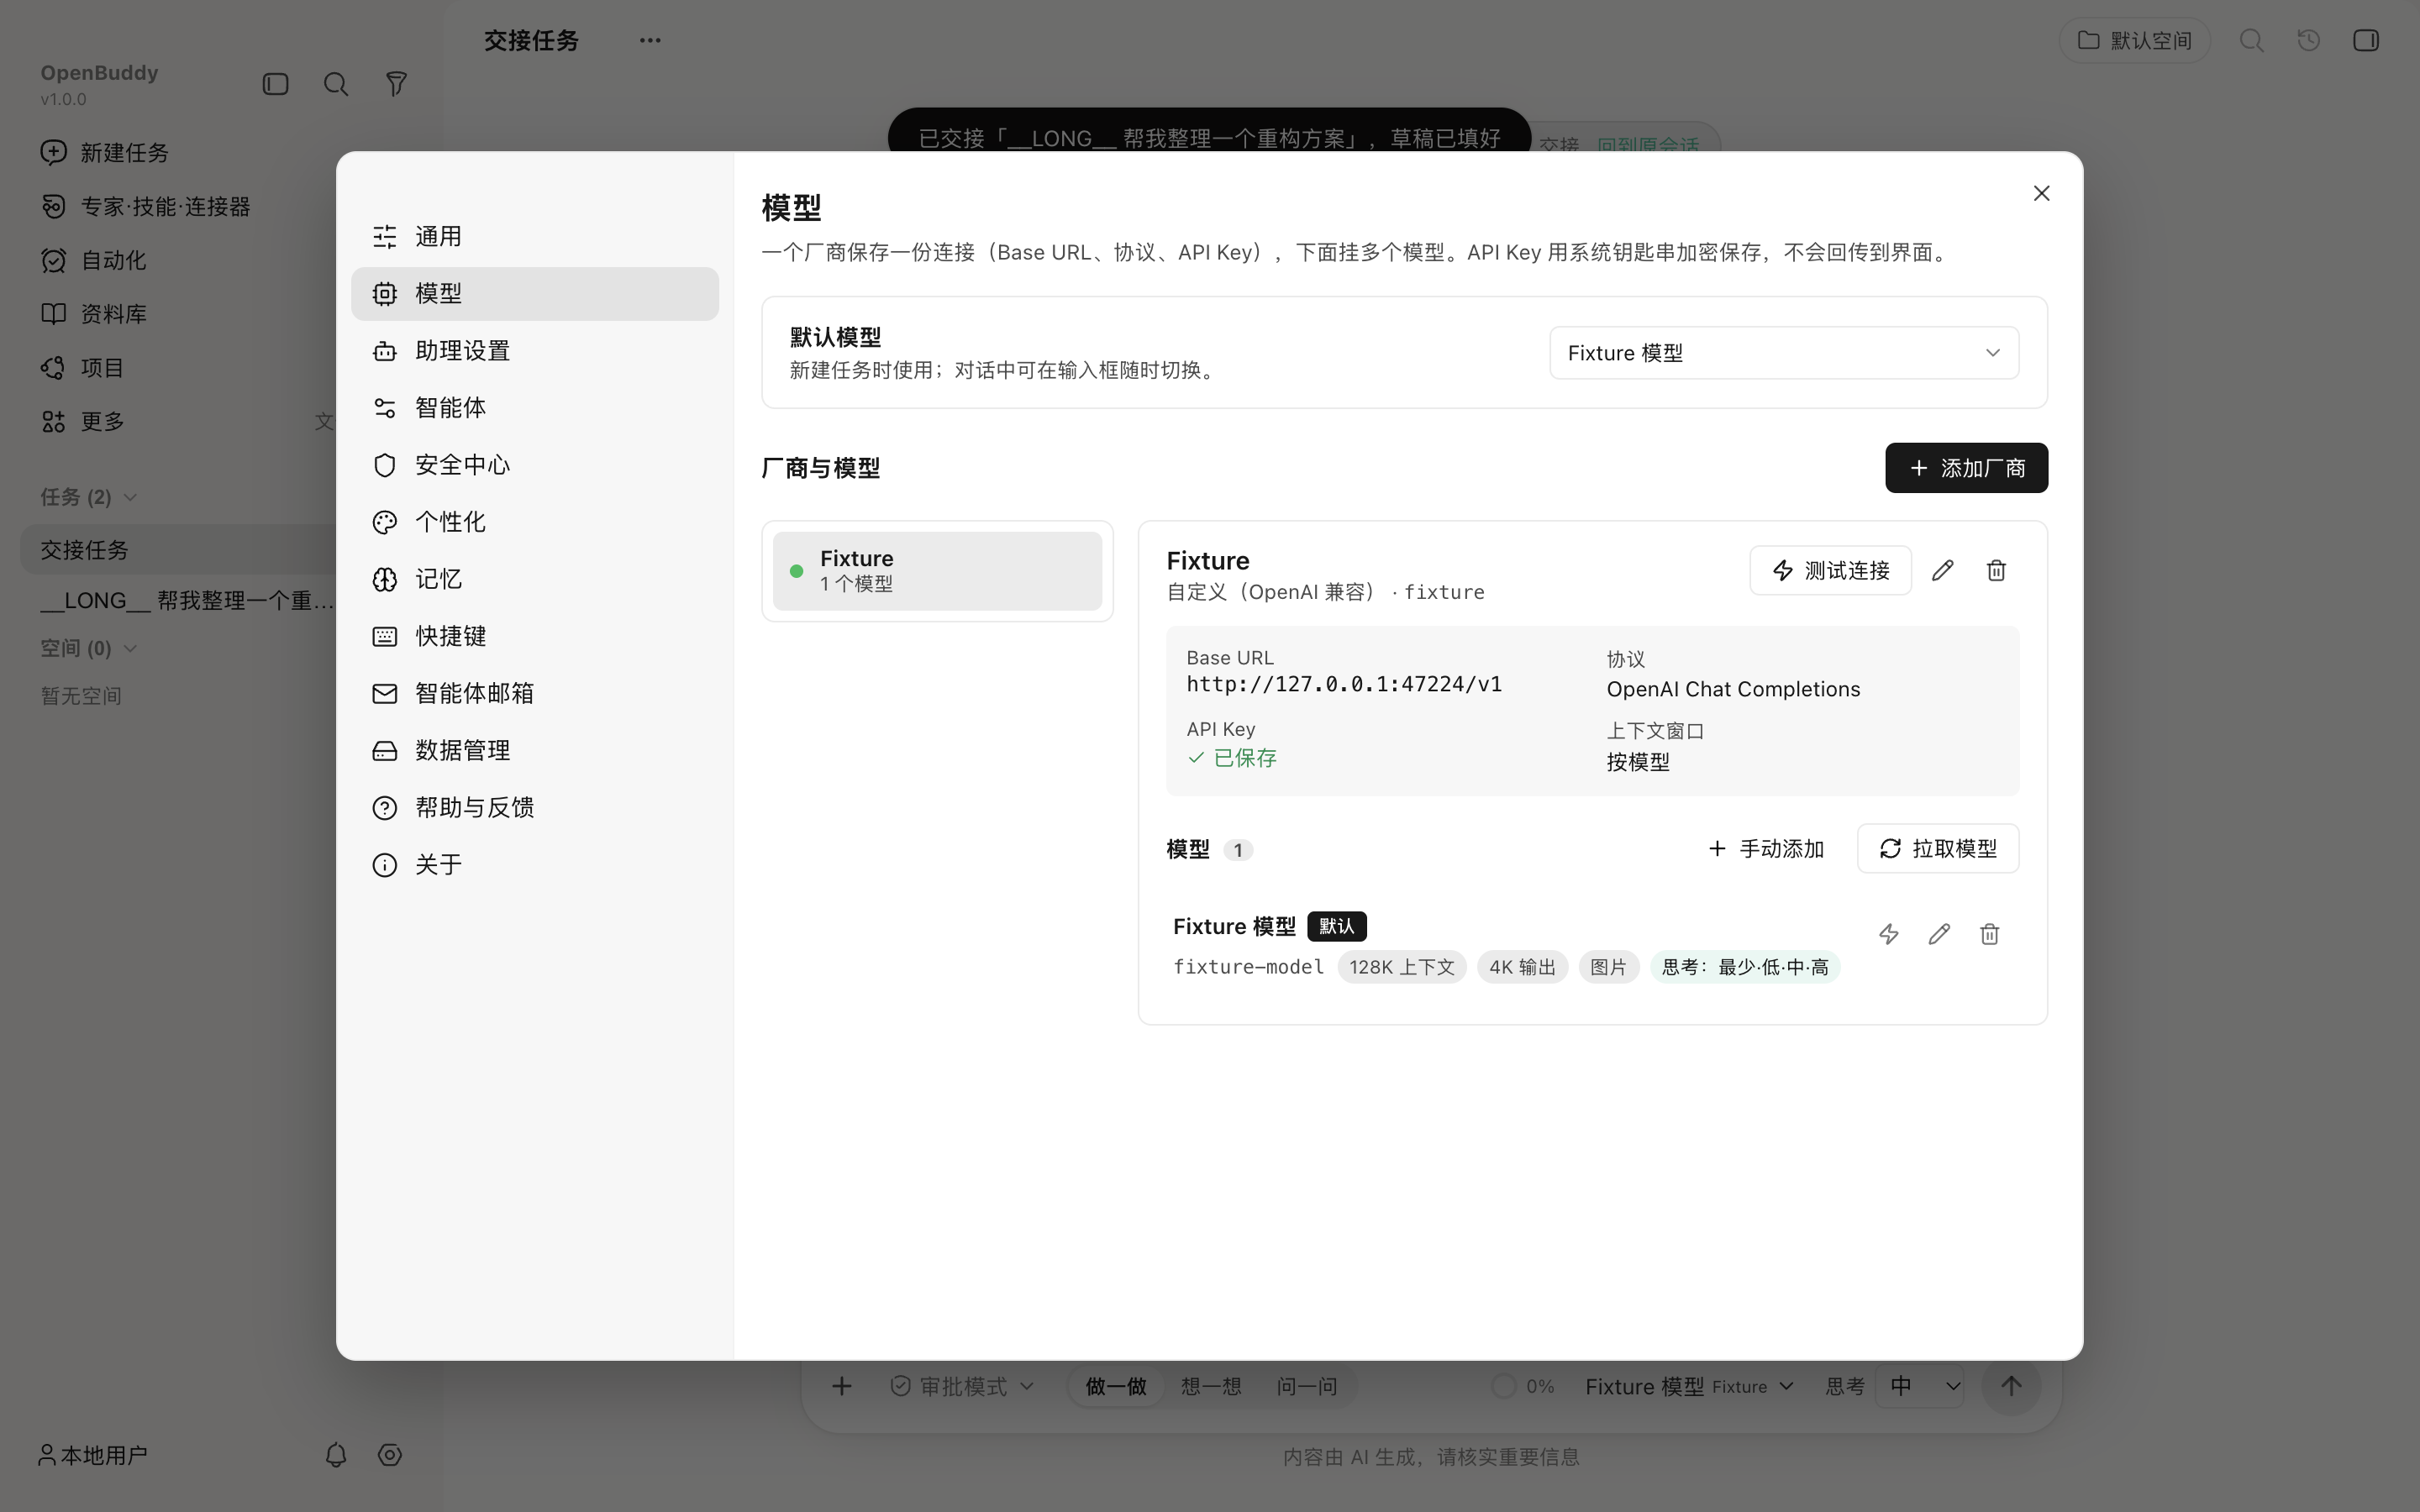 OpenBuddy
v1.0.0
新建任务
专家·技能·连接器
自动化
资料库
项目
更多
文
任务 (2)
交接任务
__LONG__ 帮我整理一个重…
空间 (0)
暂无空间
本地用户
交接任务
默认空间
已交接「__LONG__ 帮我整理一个重构方案」，草稿已填好
交接 回到原会话
通用
模型
助理设置
智能体
安全中心
个性化
记忆
快捷键
智能体邮箱
数据管理
帮助与反馈
关于
模型
一个厂商保存一份连接（Base URL、协议、API Key），下面挂多个模型。API Key 用系统钥匙串加密保存，不会回传到界面。
默认模型
新建任务时使用；对话中可在输入框随时切换。
Fixture 模型
厂商与模型
添加厂商
Fixture
1 个模型
Fixture
自定义（OpenAI 兼容） · fixture
测试连接
Base URL
http://127.0.0.1:47224/v1
协议
OpenAI Chat Completions
API Key
已保存
上下文窗口
按模型
模型 1
手动添加
拉取模型
Fixture 模型 默认
fixture-model 128K 上下文 4K 输出 图片 思考：最少·低·中·高
审批模式 做一做 想一想 问一问 0% Fixture 模型 Fixture 思考 中
内容由 AI 生成，请核实重要信息